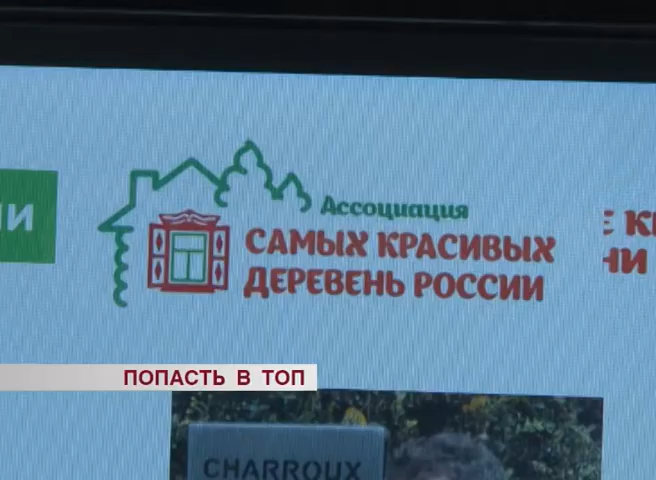 Ассоциация
САМЫХ КРАСИВЫХ
ДЕРЕВЕНЬ РОССИИ
ПОПАСТЬ В ТОП
CHARROUX